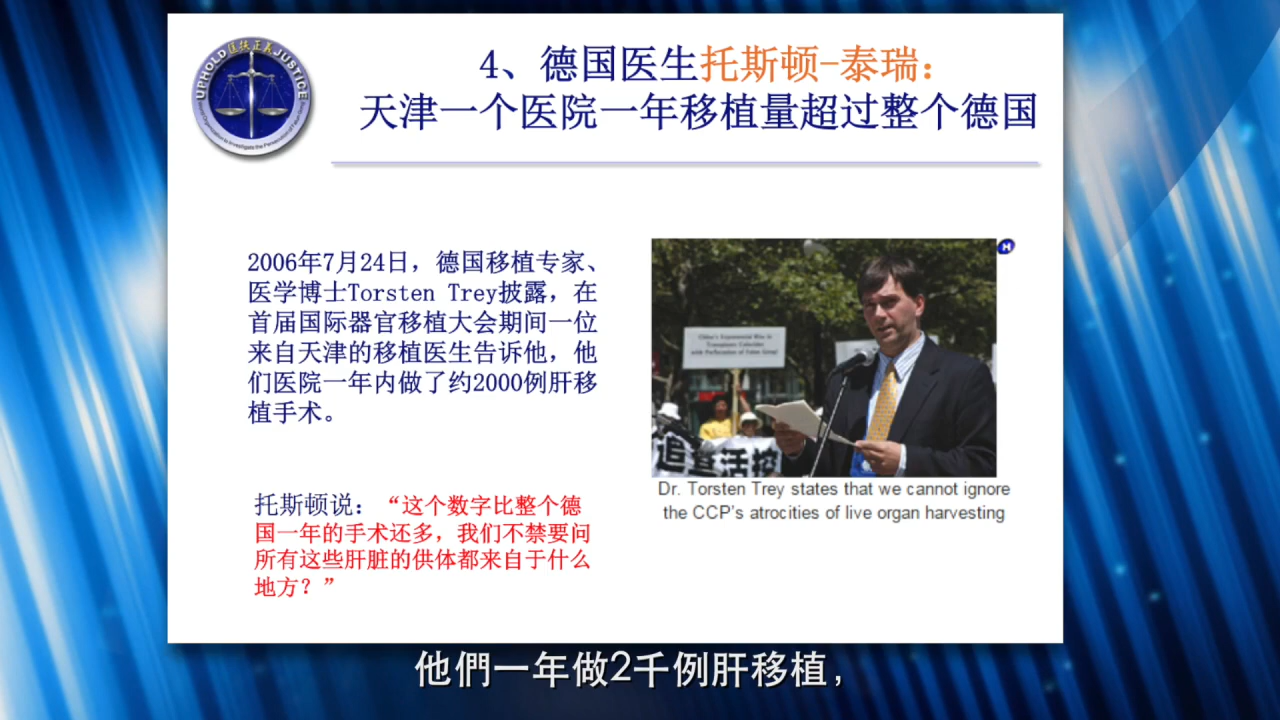 UPHOLD 匡扶正義 JUSTICE
4、德国医生托斯顿-泰瑞：
天津一个医院一年移植量超过整个德国
2006年7月24日，德国移植专家、
医学博士Torsten Trey披露，在
首届国际器官移植大会期间一位
来自天津的移植医生告诉他，他
们医院一年内做了约2000例肝移
植手术。
托斯顿说：“这个数字比整个德
国一年的手术还多，我们不禁要问
所有这些肝脏的供体都来自于什么
地方？”
H
追查活
Dr. Torsten Trey states that we cannot ignore
the CCP's atrocities of live organ harvesting
他們一年做2千例肝移植，